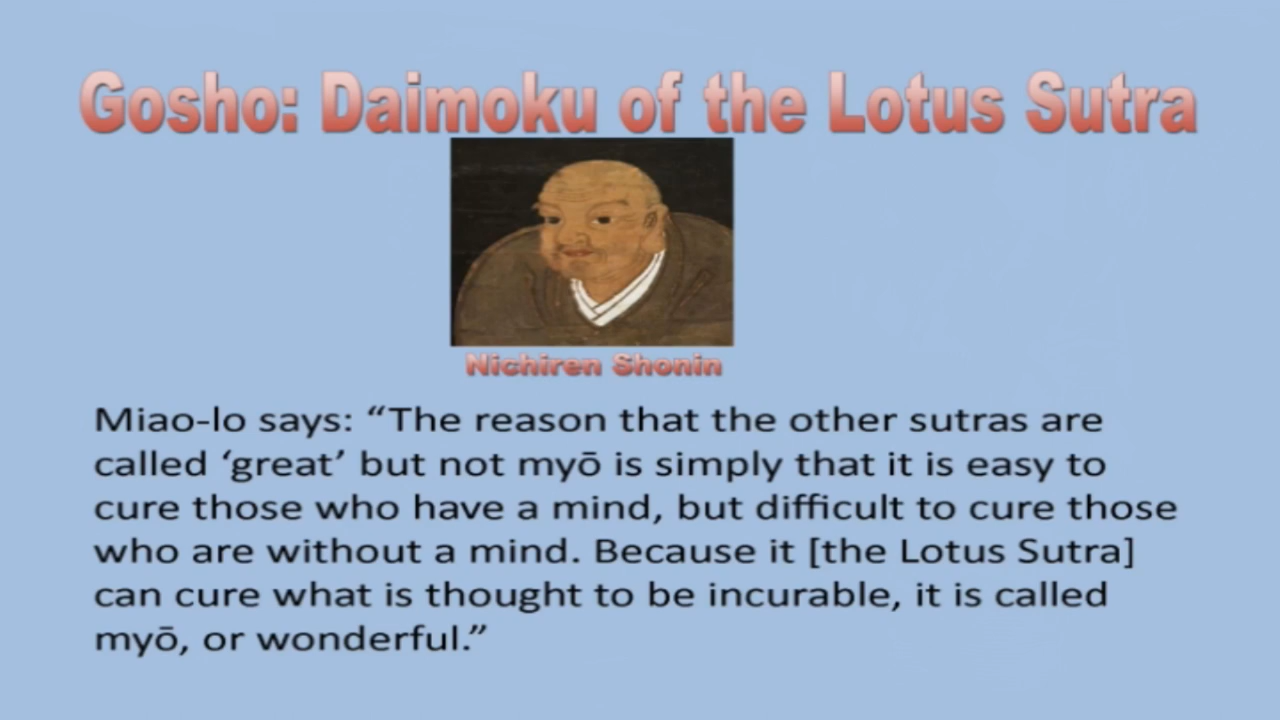 Gosho: Daimoku of the Lotus Sutra
Nichiren Shonin
Miao-lo says: “The reason that the other sutras are
called ‘great’ but not myō is simply that it is easy to
cure those who have a mind, but difficult to cure those
who are without a mind. Because it [the Lotus Sutra]
can cure what is thought to be incurable, it is called
myō, or wonderful.”